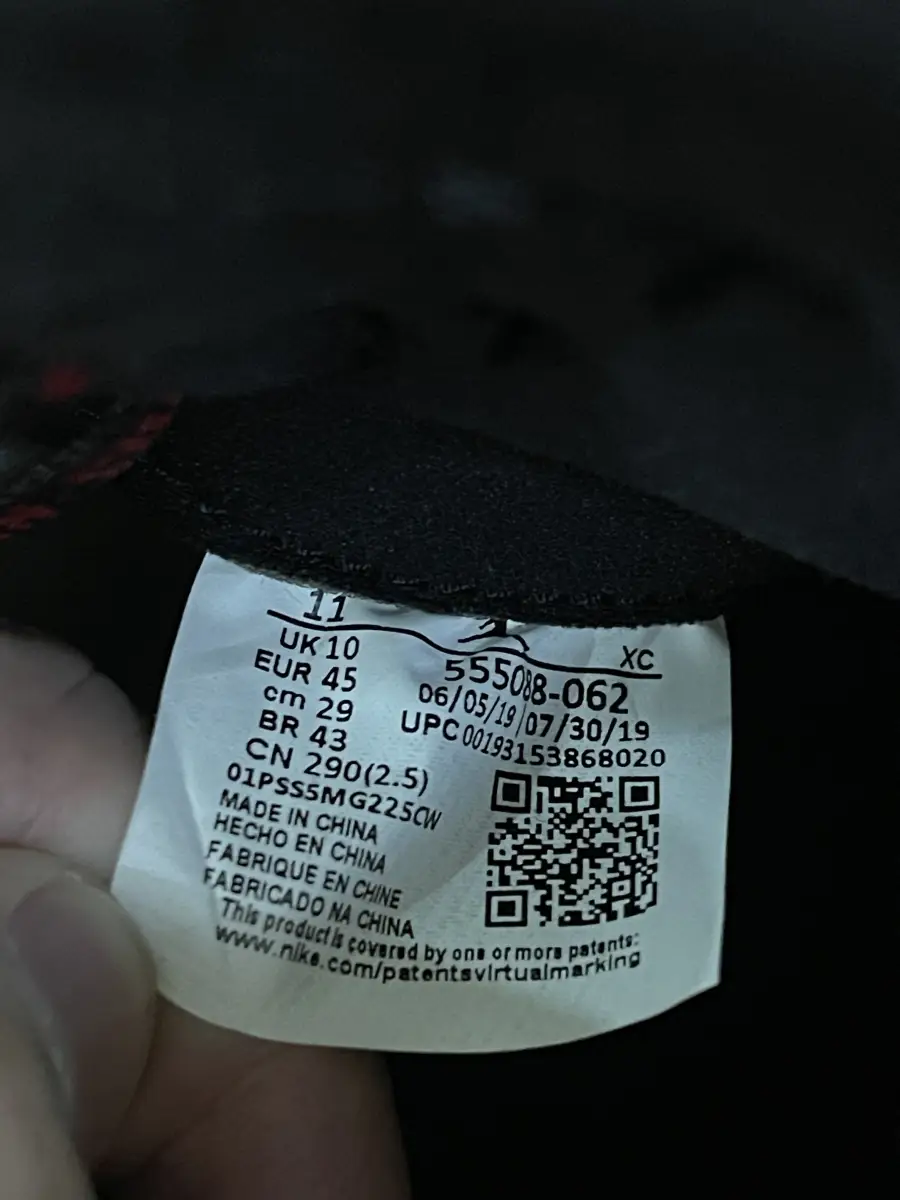 11
UK 10
EUR 45
cm 29
BR 43
CN 290(2.5)
01PSS5MG225CW
MADE IN CHINA
HECHO EN CHINA
FABRIQUE EN CHINE
FABRICADO NA CHINA
This product is covered by one or more patents:
www.nike.com/patentsvirtualmarking
XC
555088-062
06/05/19 07/30/19
UPC 00193153868020